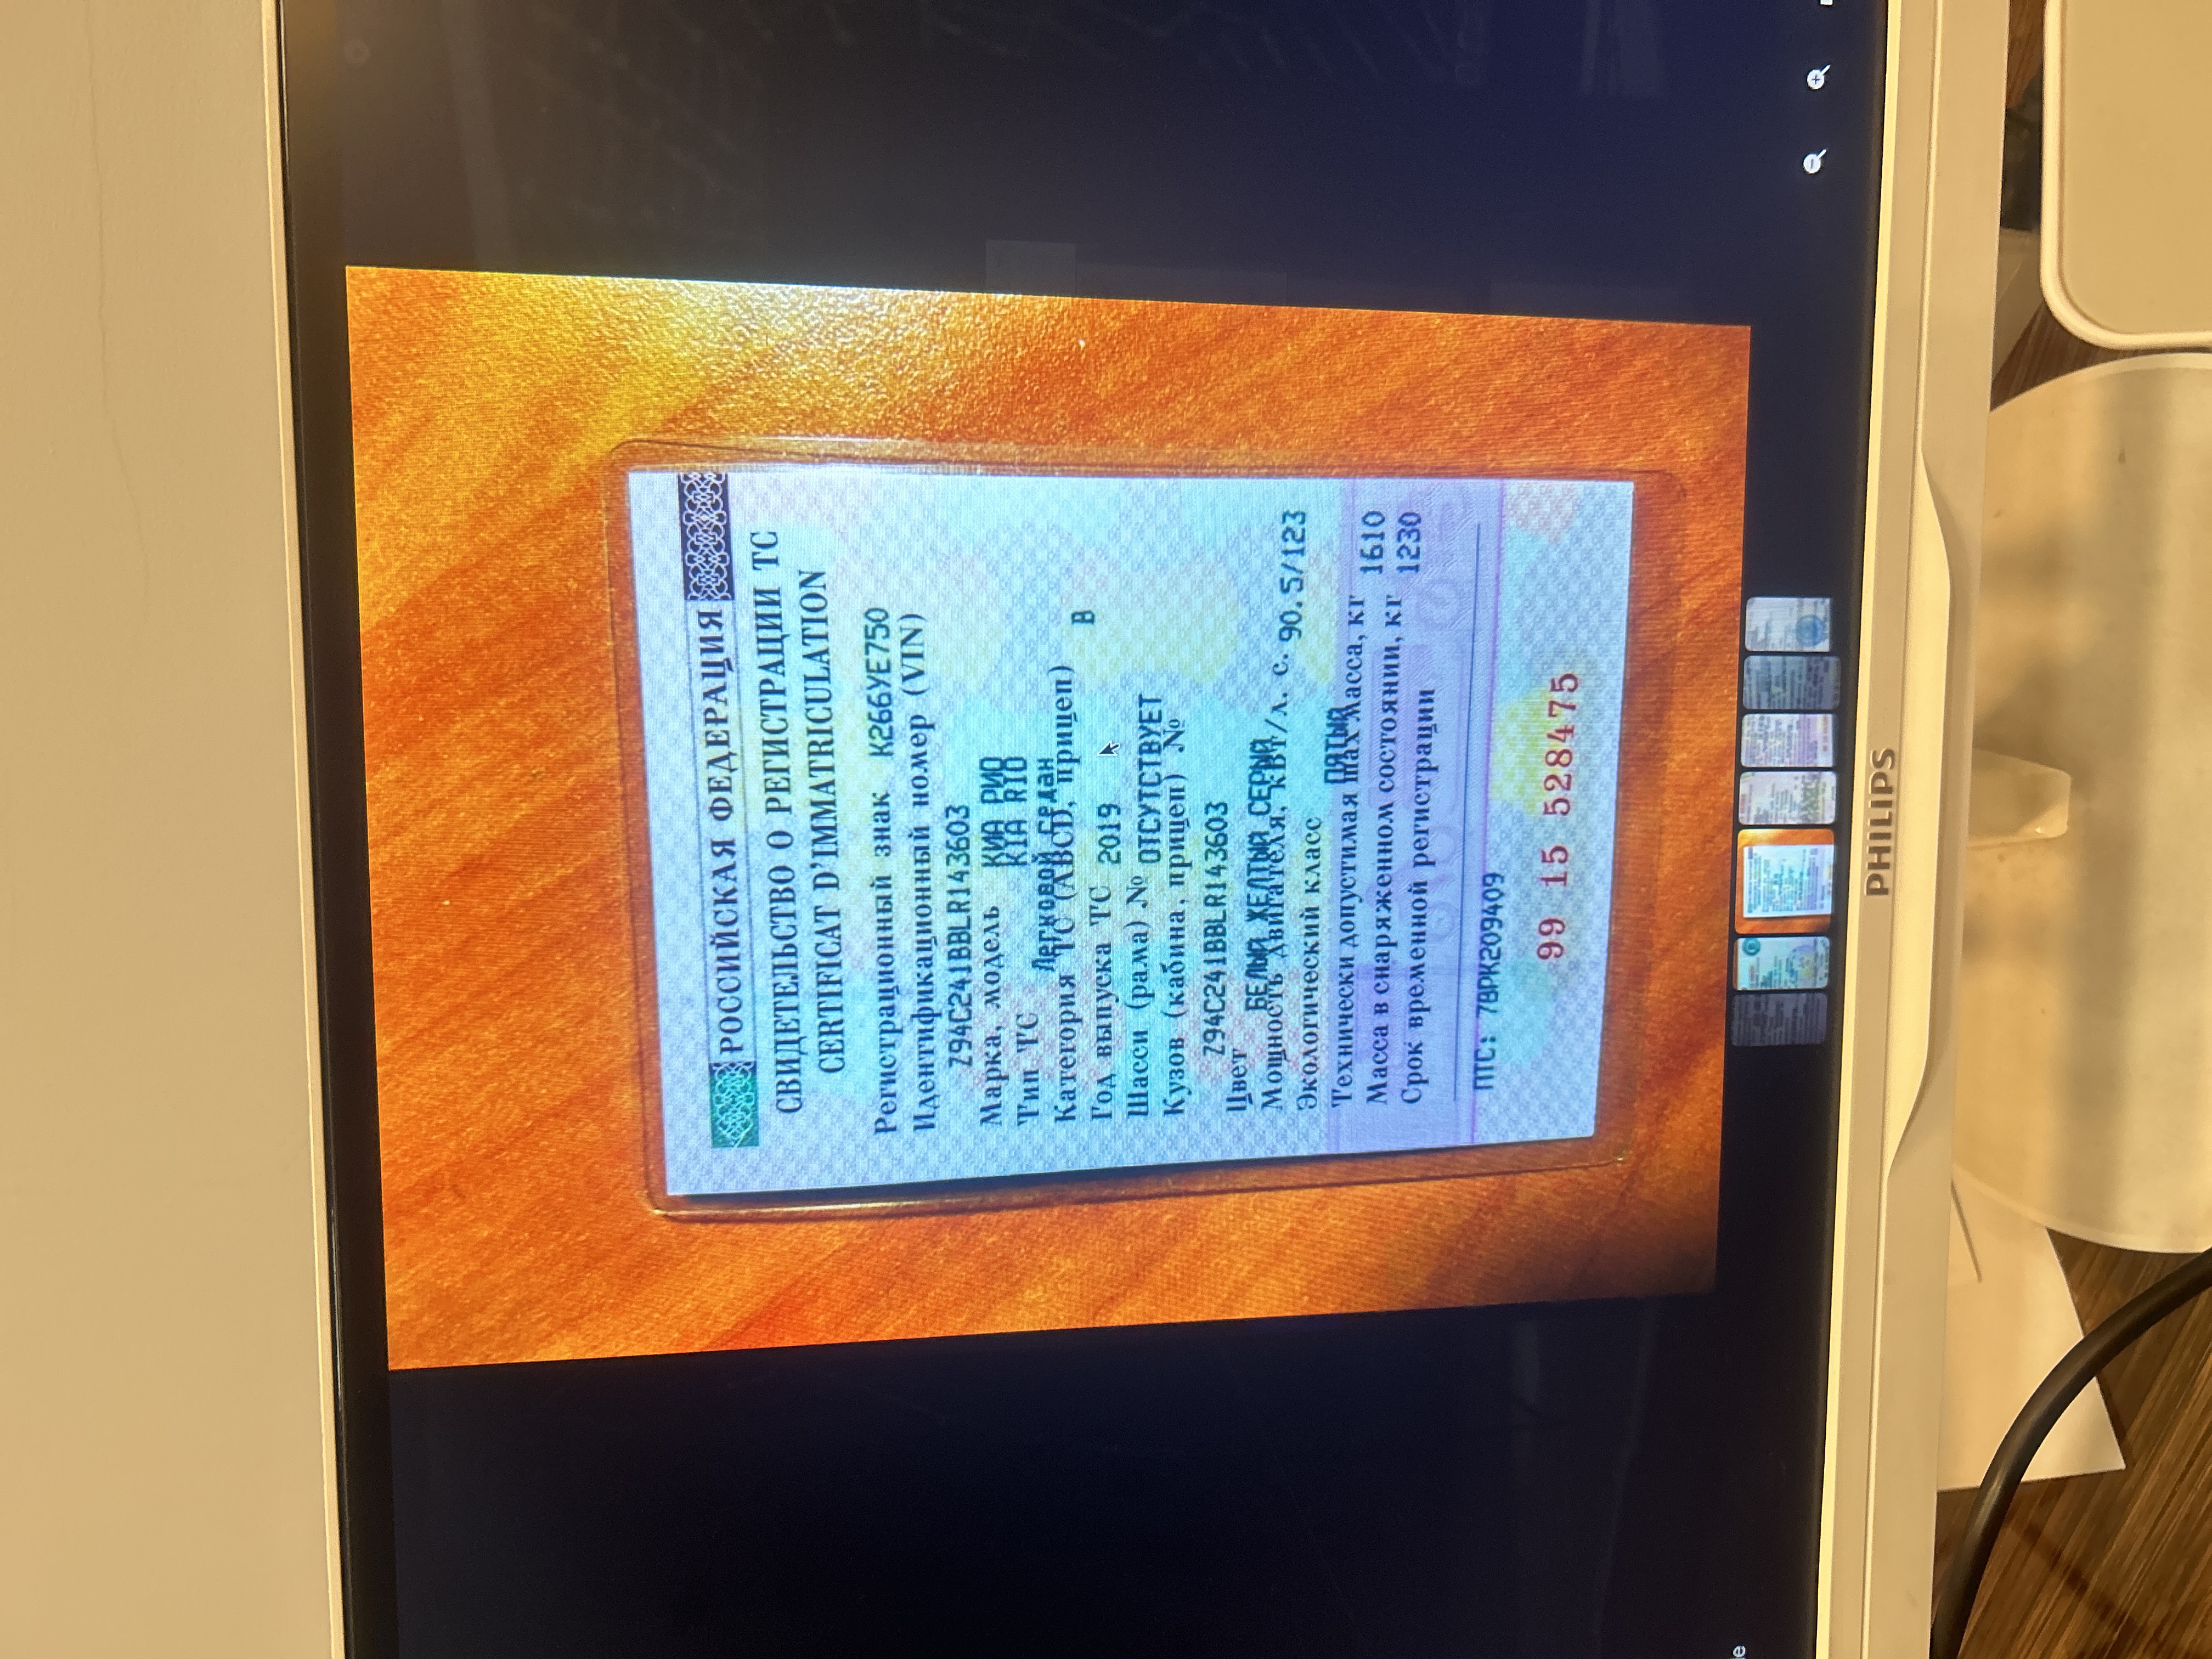 РОССИЙСКАЯ ФЕДЕРАЦИЯ
СВИДЕТЕЛЬСТВО О РЕГИСТРАЦИИ ТС
CERTIFICAT D'IMMATRICULATION
Регистрационный знак К266УЕ750
Идентификационный номер (VIN)
Z94C241BBLR143603
Марка, модель КИА РИО
KIA RIO
Тип ТС
Легковой седан
Категория ТС (ABCD, прицеп) B
Год выпуска ТС 2019
Шасси (рама) № ОТСУТСТВУЕТ
Кузов (кабина, прицеп) №
Z94C241BBLR143603
Цвет
БЕЛЫЙ ЖЕЛТЫЙ СЕРЫЙ
Мощность двигателя, кВт/л. с. 90.5/123
Экологический класс
ПЯТЫЙ
Технически допустимая max масса, кг 1610
Масса в снаряженном состоянии, кг 1230
Срок временной регистрации
ПТС: 78РК209409
99 15 528475
PHILIPS